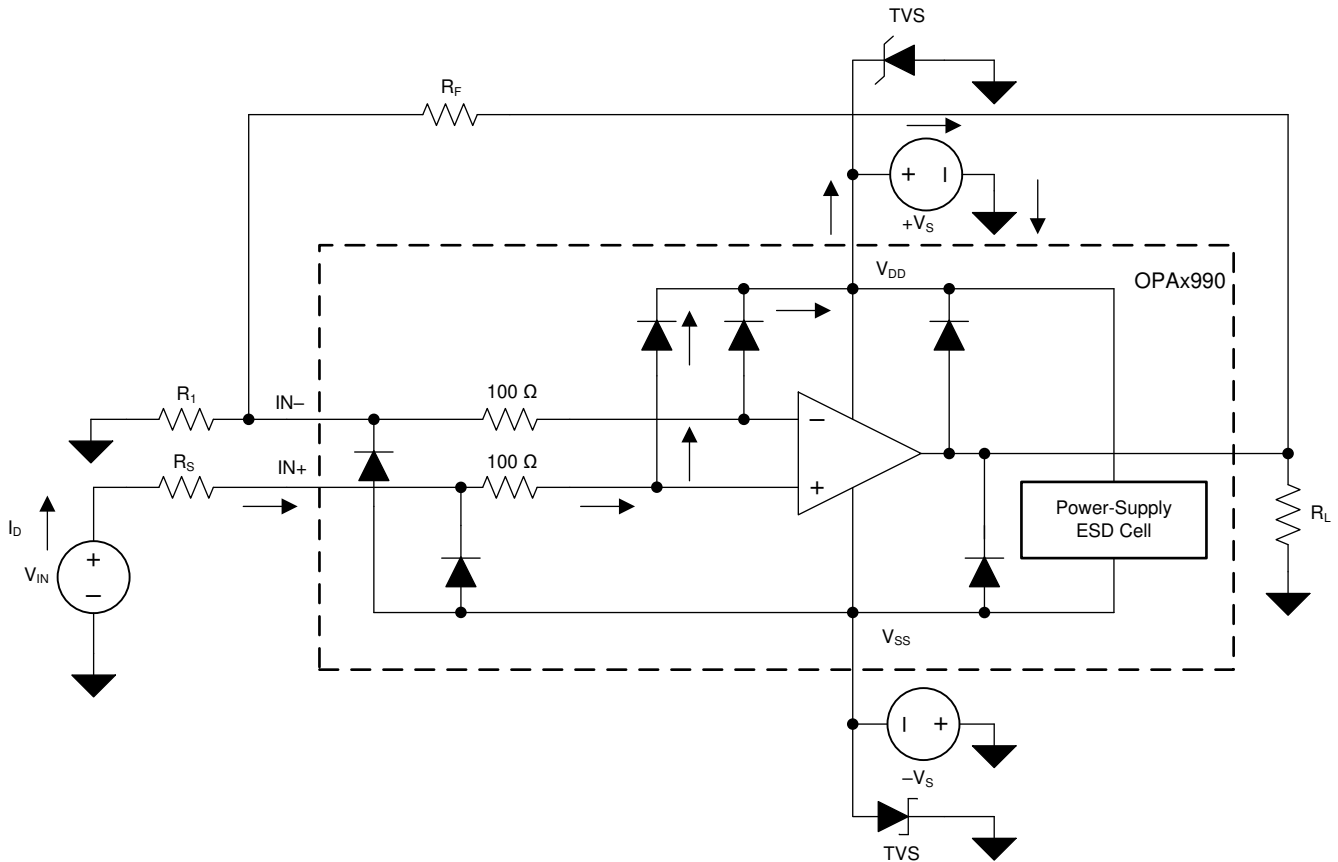 TVS
R_F
+ −
+V_S
V_DD
OPAx990
R_1
IN–
100 Ω
−
R_S
IN+
100 Ω
+
Power-Supply
ESD Cell
R_L
I_D
V_IN
+
−
V_SS
− +
–V_S
TVS